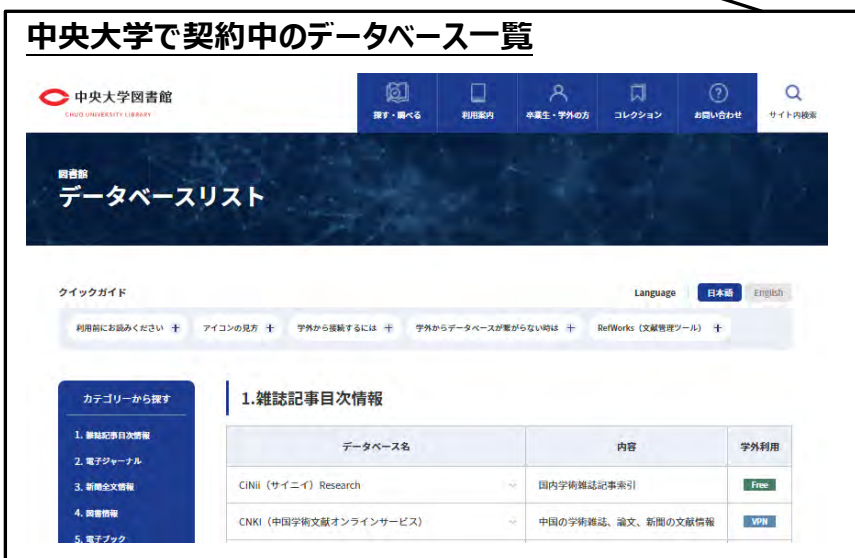 中央大学で契約中のデータベース一覧
中央大学図書館
CHUO UNIVERSITY LIBRARY
探す・調べる
利用案内
卒業生・学外の方
コレクション
お問い合わせ
サイト内検索
図書館
データベースリスト
クイックガイド
Language
日本語
English
利用前にお読みください +
アイコンの見方 +
学外から接続するには +
学外からデータベースが繋がらない時は +
RefWorks(文献管理ツール) +
カテゴリーから探す
1. 雑誌記事目次情報
2. 電子ジャーナル
3. 新聞全文情報
4. 図書情報
5. 電子ブック
1.雑誌記事目次情報
データベース名 内容 学外利用
CiNii(サイニイ)Research 国内学術雑誌記事索引 Free
CNKI(中国学術文献オンラインサービス) 中国の学術雑誌、論文、新聞の文献情報 VPN